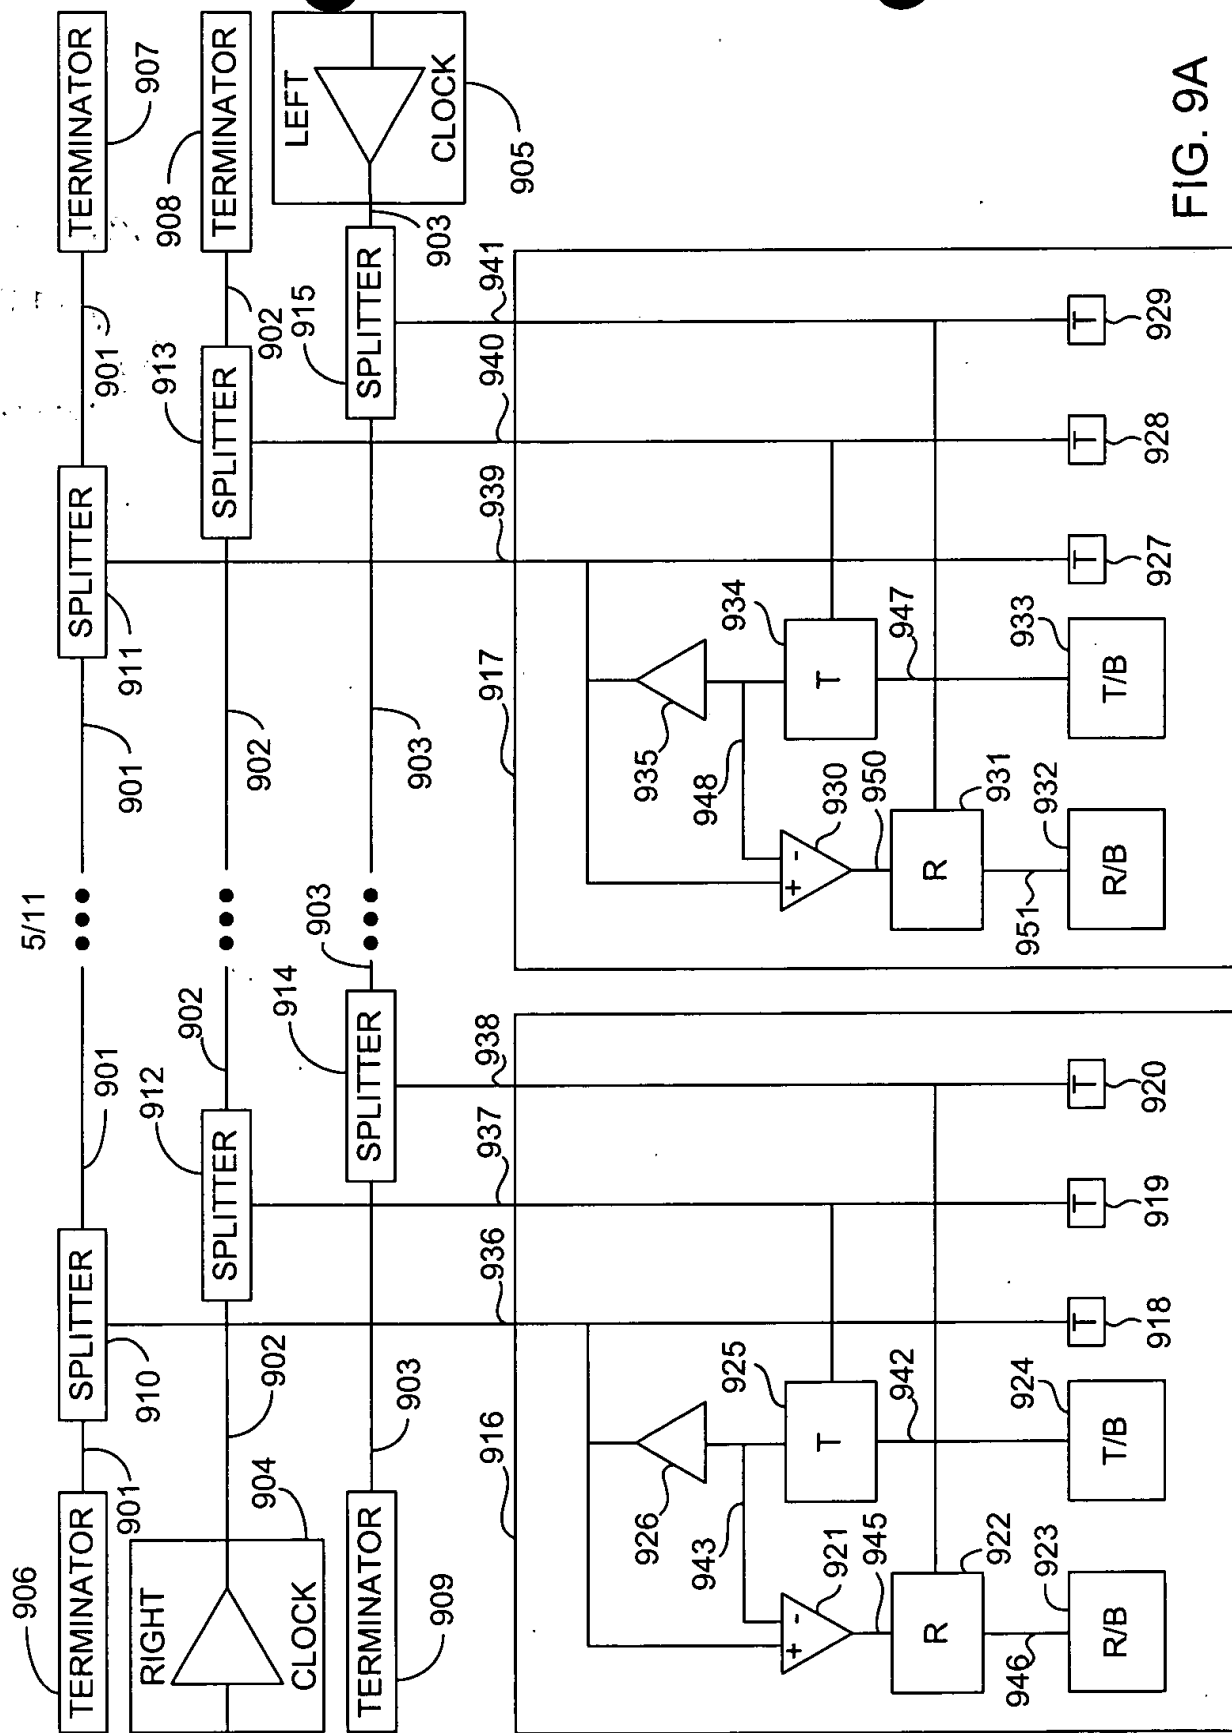 5/11
906
TERMINATOR
901
SPLITTER
910
901
901
SPLITTER
911
901
TERMINATOR
907
RIGHT
CLOCK
904
902
SPLITTER
912
902
902
SPLITTER
913
902
TERMINATOR
908
TERMINATOR
909
903
SPLITTER
914
903
903
SPLITTER
915
903
LEFT
CLOCK
905
916
936
937
938
917
939
940
941
926
943
925
T
921
+ -
945
942
922
R
946
923
R/B
924
T/B
T
918
T
919
T
920
935
948
934
T
930
+ -
950
947
931
R
951
932
R/B
933
T/B
T
927
T
928
T
929
FIG. 9A